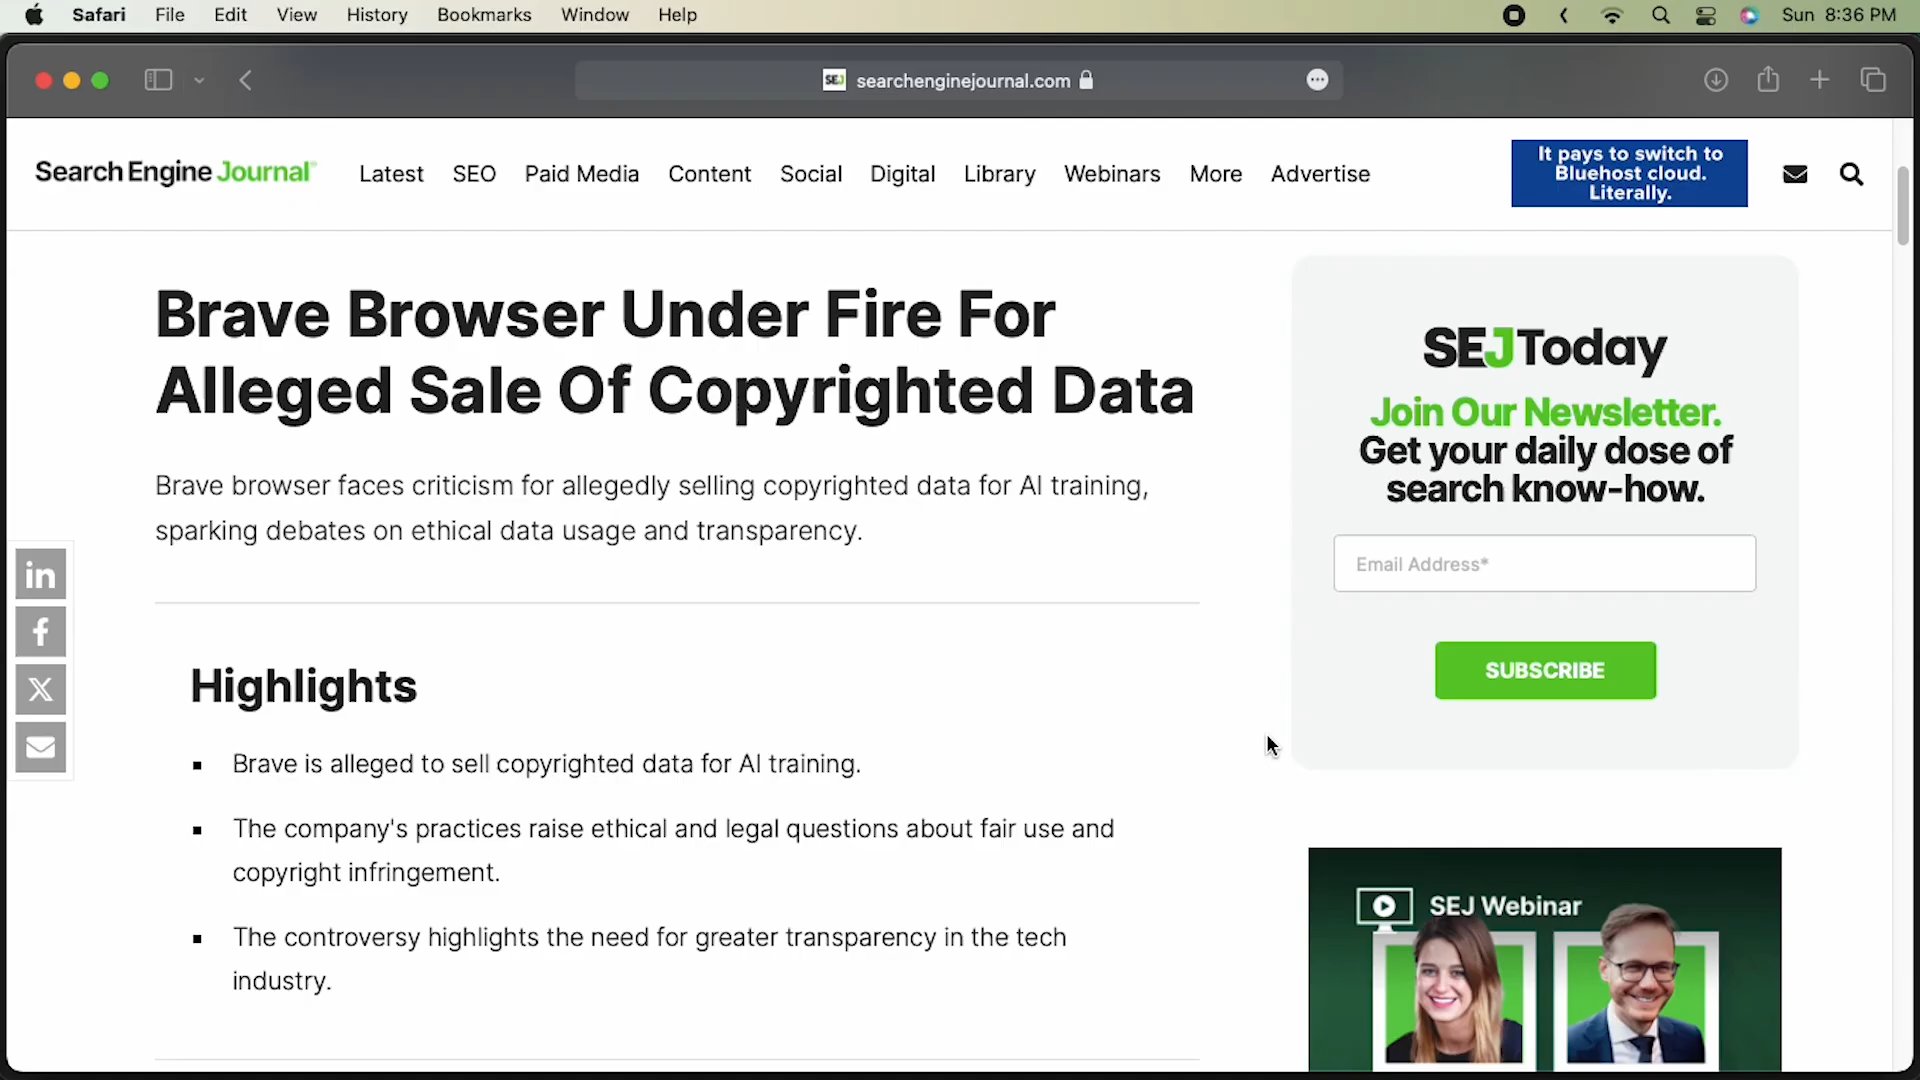 Safari File Edit View History Bookmarks Window Help Sun 8:36 PM
SEJ searchenginejournal.com
Search Engine Journal Latest SEO Paid Media Content Social Digital Library Webinars More Advertise
It pays to switch to
Bluehost cloud.
Literally.
Brave Browser Under Fire For
Alleged Sale Of Copyrighted Data
Brave browser faces criticism for allegedly selling copyrighted data for AI training,
sparking debates on ethical data usage and transparency.
in
f
X
Highlights
Brave is alleged to sell copyrighted data for AI training.
The company's practices raise ethical and legal questions about fair use and
copyright infringement.
The controversy highlights the need for greater transparency in the tech
industry.
SEJToday
Join Our Newsletter.
Get your daily dose of
search know-how.
Email Address*
SUBSCRIBE
SEJ Webinar